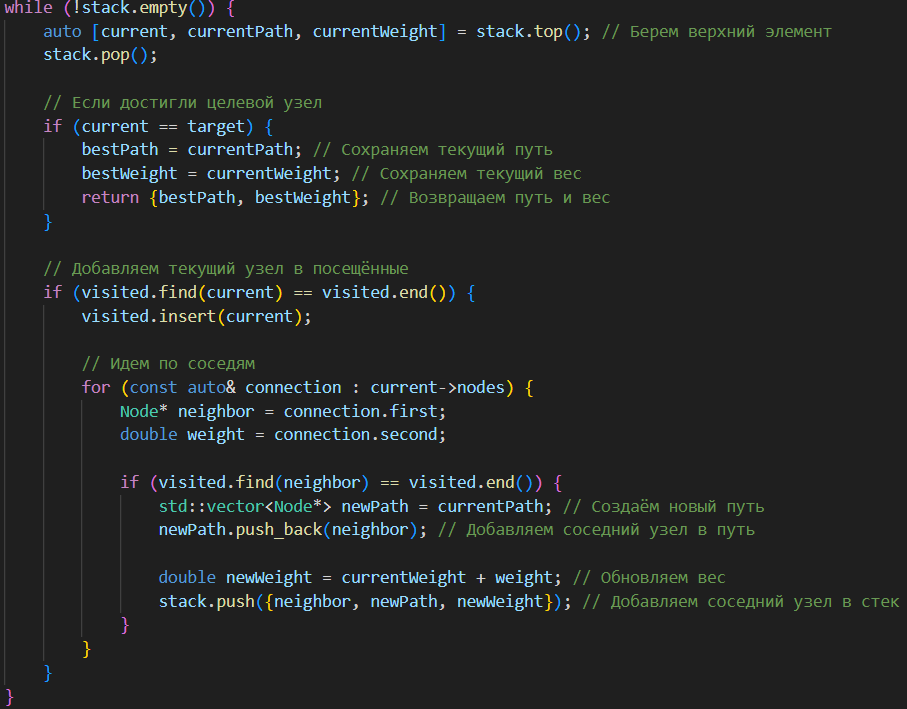 while (!stack.empty()) {
auto [current, currentPath, currentWeight] = stack.top(); // Берем верхний элемент
stack.pop();
// Если достигли целевой узел
if (current == target) {
bestPath = currentPath; // Сохраняем текущий путь
bestWeight = currentWeight; // Сохраняем текущий вес
return {bestPath, bestWeight}; // Возвращаем путь и вес
}
// Добавляем текущий узел в посещённые
if (visited.find(current) == visited.end()) {
visited.insert(current);
// Идем по соседям
for (const auto& connection : current->nodes) {
Node* neighbor = connection.first;
double weight = connection.second;
if (visited.find(neighbor) == visited.end()) {
std::vector<Node*> newPath = currentPath; // Создаём новый путь
newPath.push_back(neighbor); // Добавляем соседний узел в путь
double newWeight = currentWeight + weight; // Обновляем вес
stack.push({neighbor, newPath, newWeight}); // Добавляем соседний узел в стек
}
}
}
}